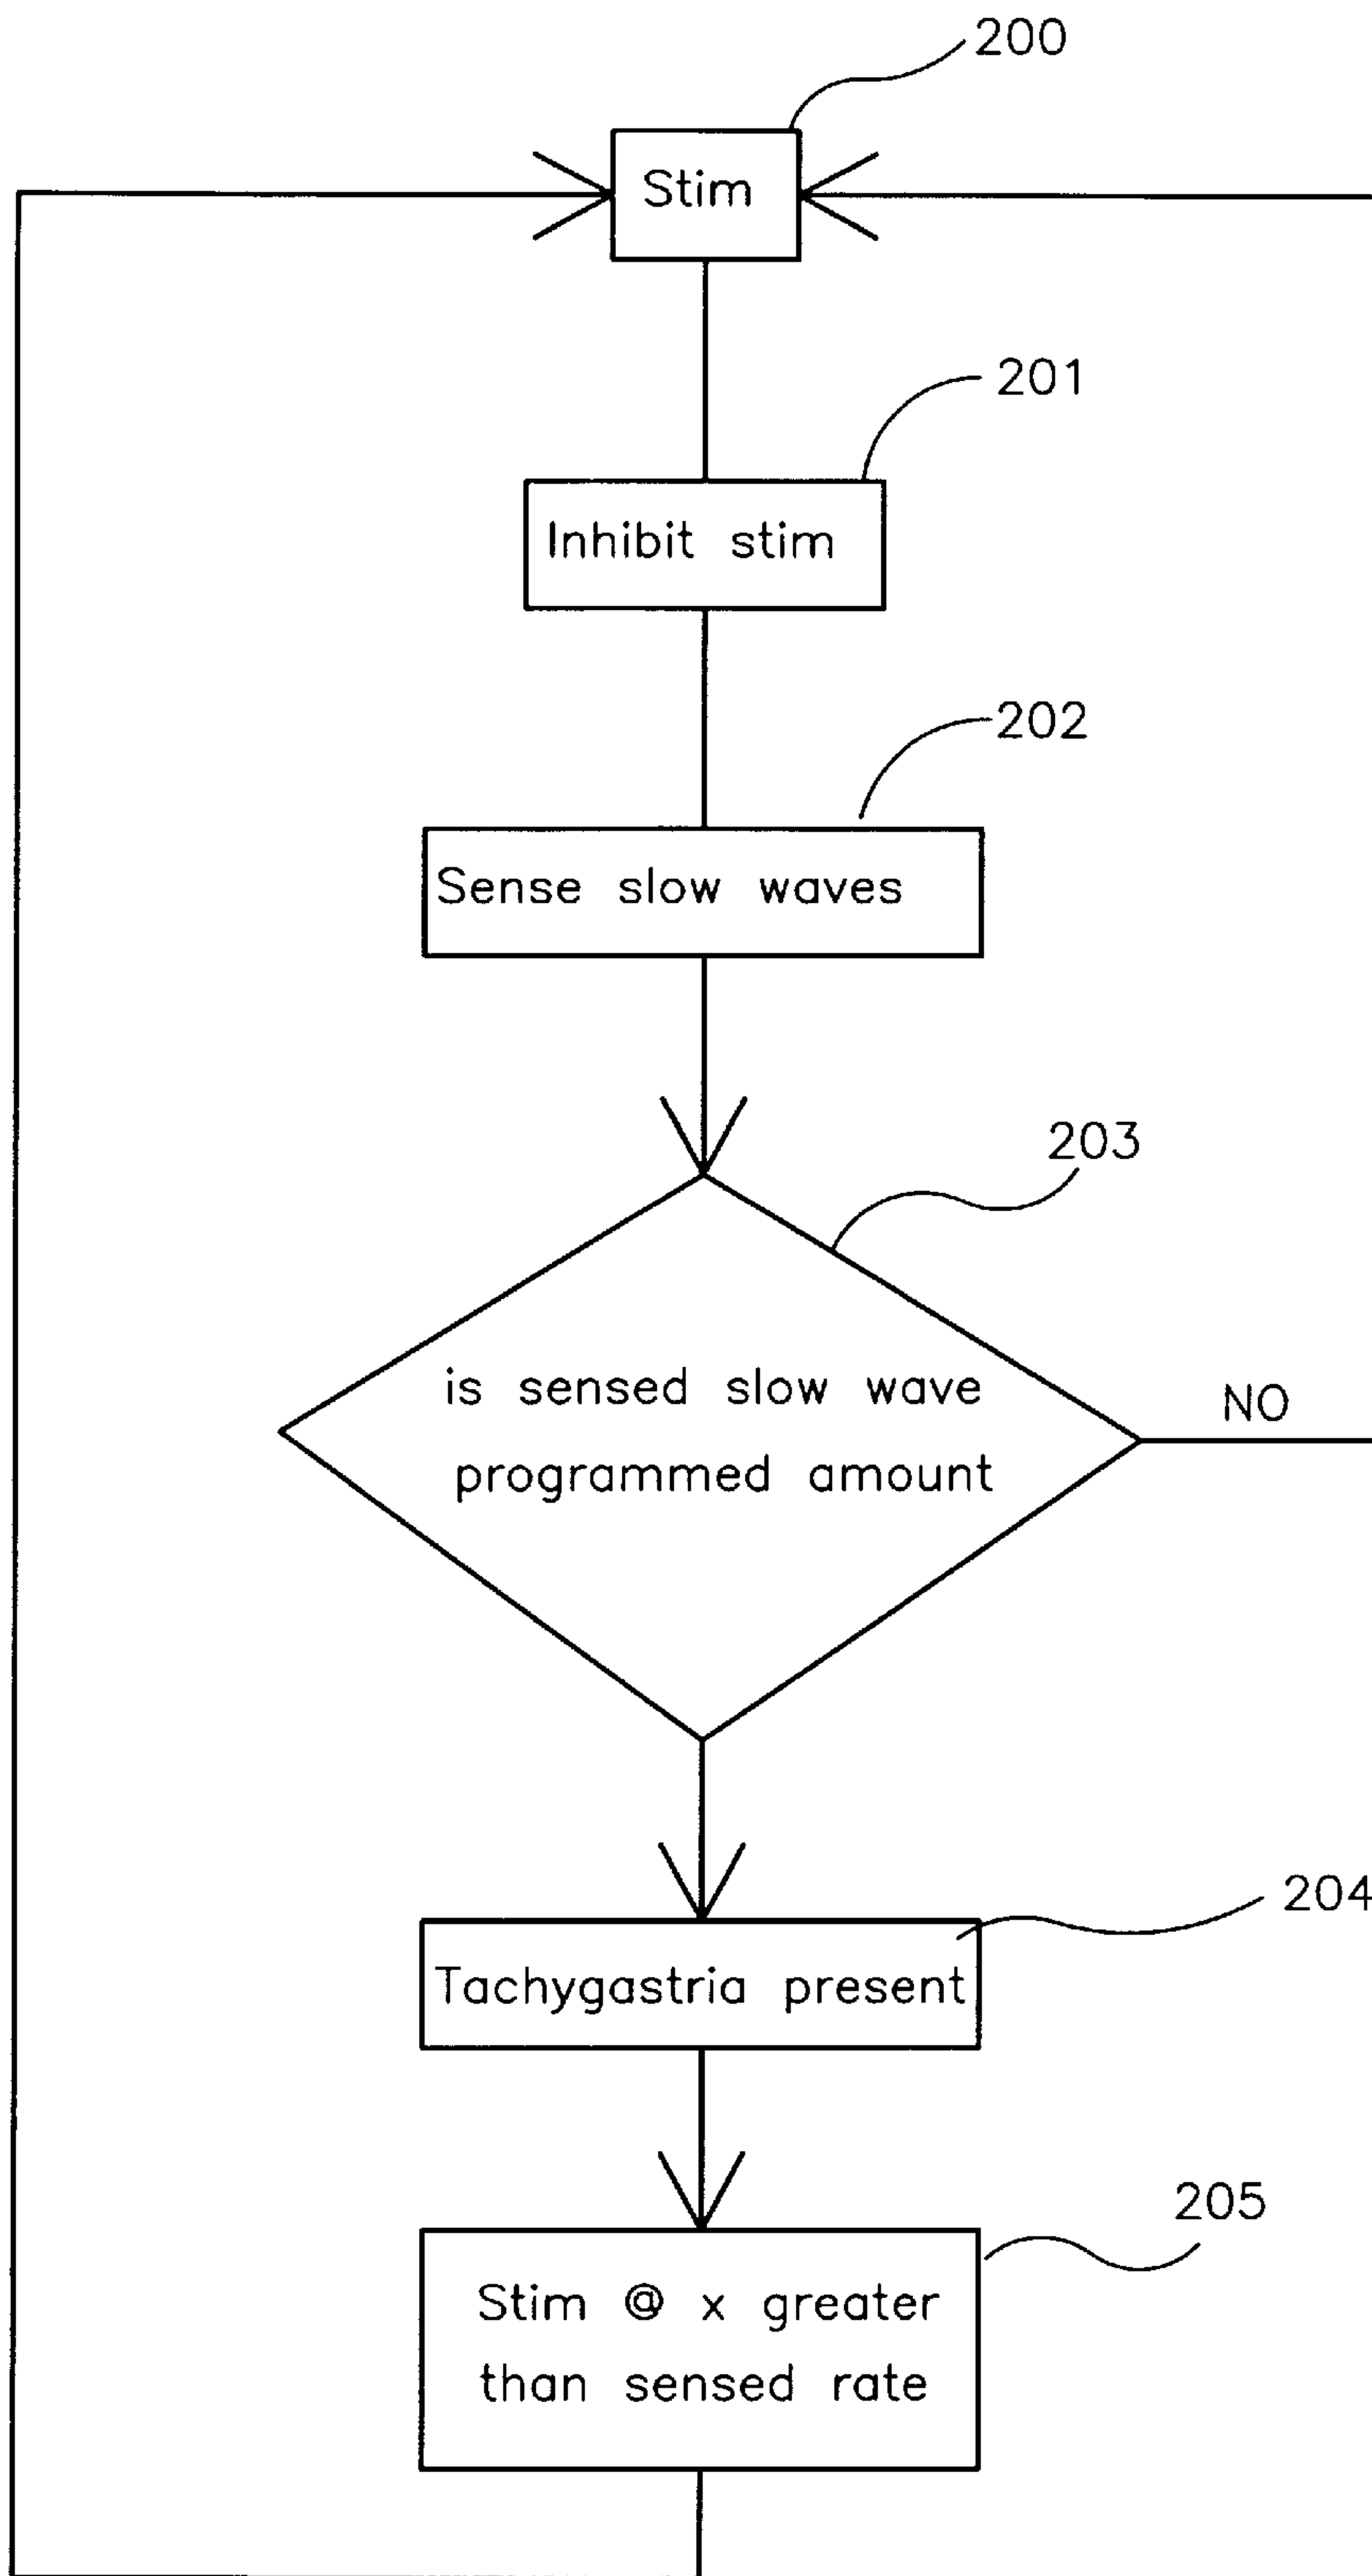 200
Stim
201
Inhibit stim
202
Sense slow waves
203
is sensed slow wave
programmed amount
NO
204
Tachygastria present
205
Stim @ x greater
than sensed rate